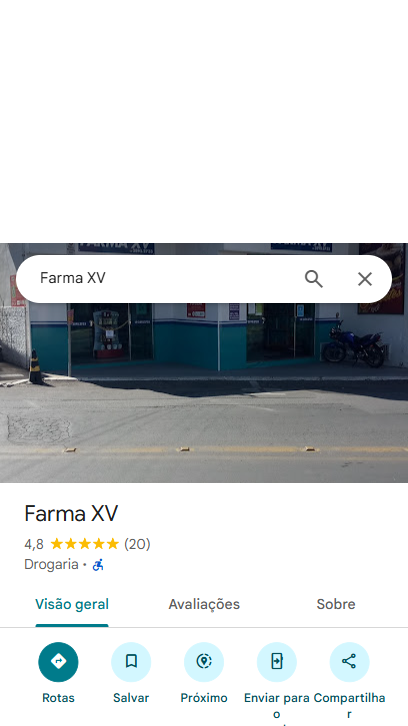 FARMA XV
Farma XV
Farma XV
4,8 (20)
Drogaria •
Visão geral
Avaliações
Sobre
Rotas
Salvar
Próximo
Enviar para
o
Compartilha
r